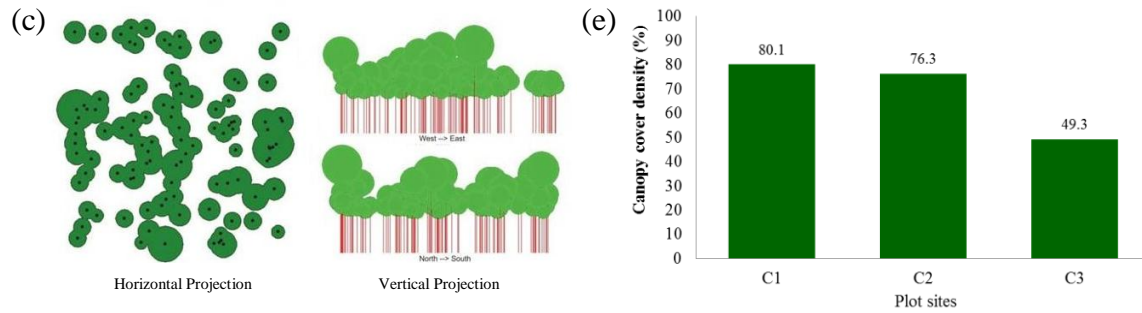 (c)
West --> East
North --> South
Horizontal Projection
Vertical Projection
(e)
Canopy cover density (%)
100
90
80
70
60
50
40
30
20
10
0
80.1
76.3
49.3
C1
C2
C3
Plot sites